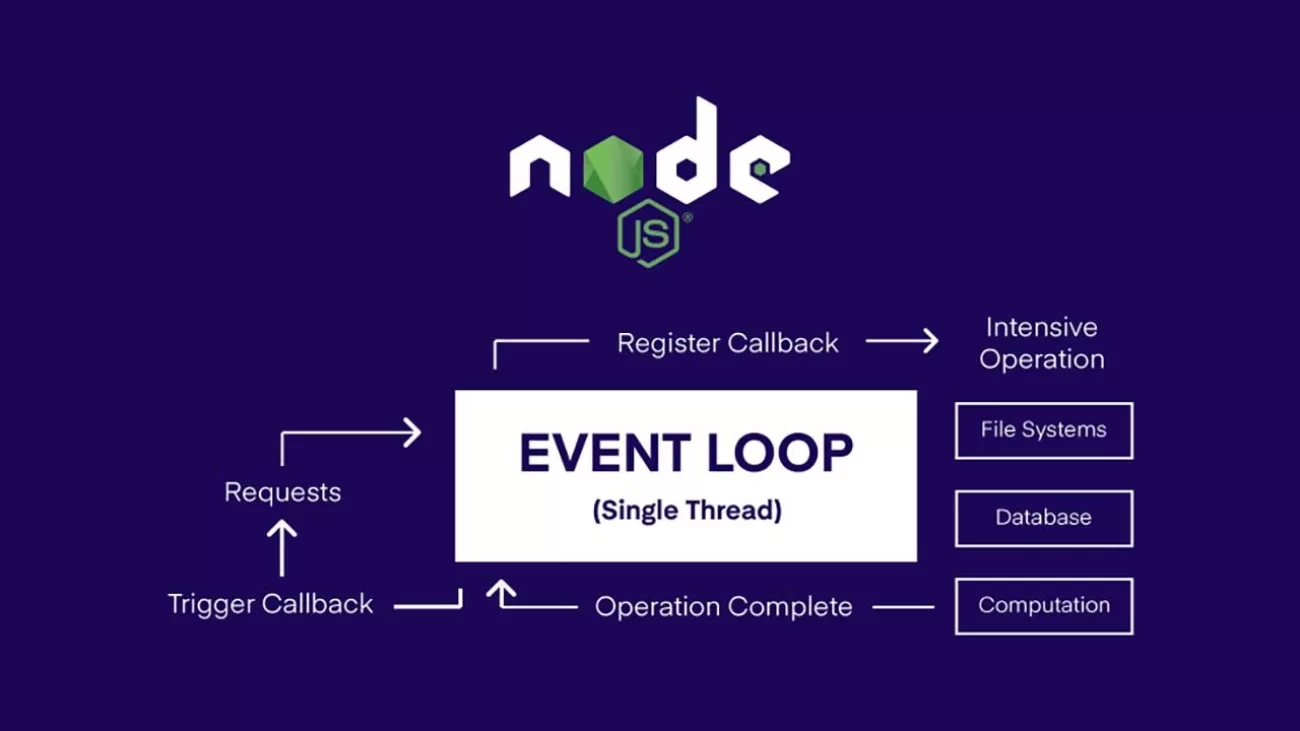 node
JS®
Register Callback
Intensive
Operation
EVENT LOOP
(Single Thread)
File Systems
Requests
Database
Trigger Callback
Operation Complete
Computation